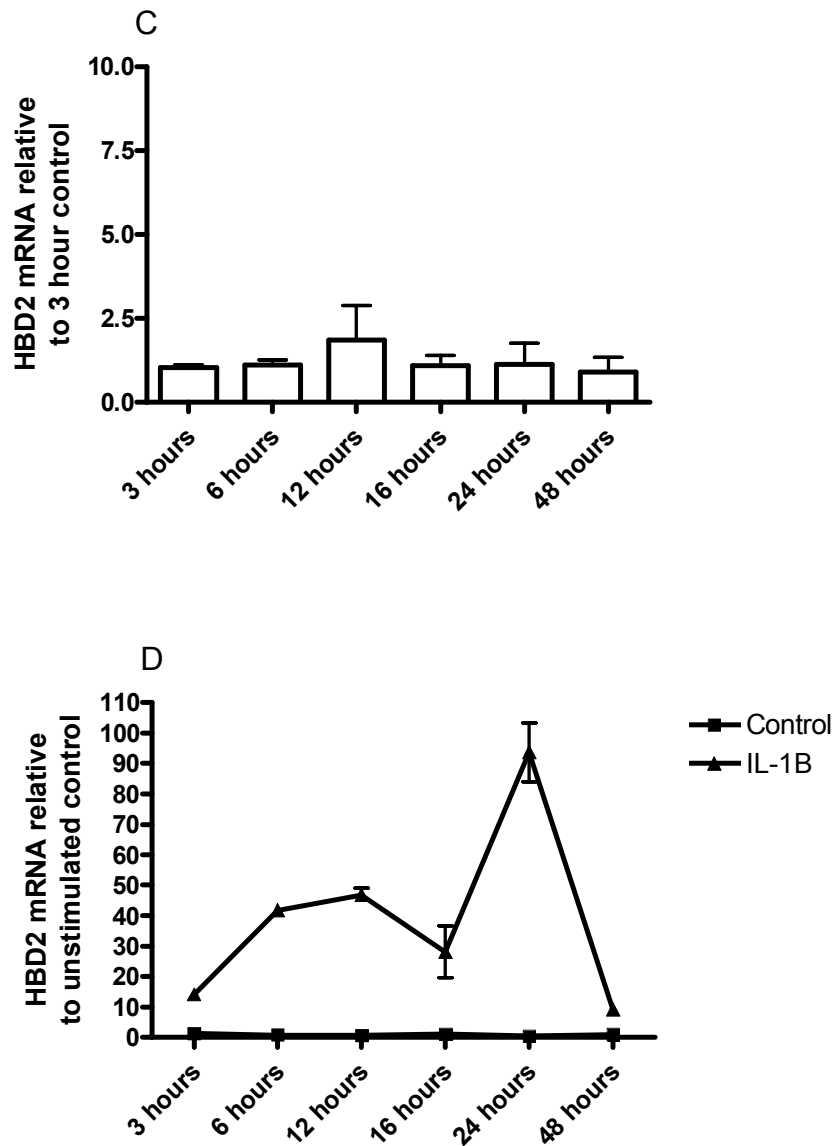 C
HBD2 mRNA relative
to 3 hour control
10.0
7.5
5.0
2.5
0.0
3 hours
6 hours
12 hours
16 hours
24 hours
48 hours
D
HBD2 mRNA relative
to unstimulated control
110
100
90
80
70
60
50
40
30
20
10
0
3 hours
6 hours
12 hours
16 hours
24 hours
48 hours
Control
IL-1B